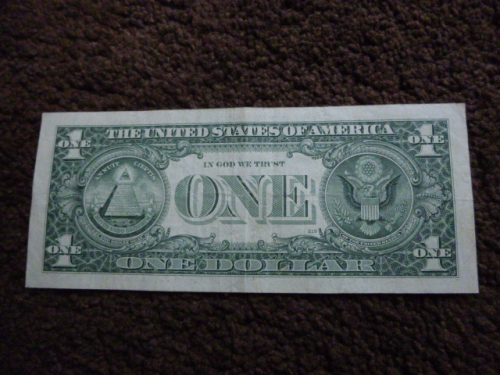 THE UNITED STATES OF AMERICA
1
ONE
1
ONE
IN GOD WE TRUST
ONE
ONE
1
ONE
1
ONE DOLLAR